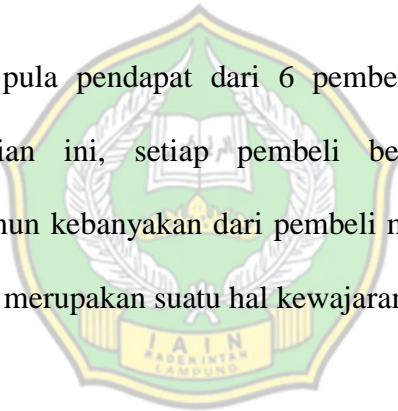 pula pendapat dari 6 pembe
ian ini, setiap pembeli be
nun kebanyakan dari pembeli
merupakan suatu hal kewajaran
IAIN
RADEN INTAN
LAMPUNG